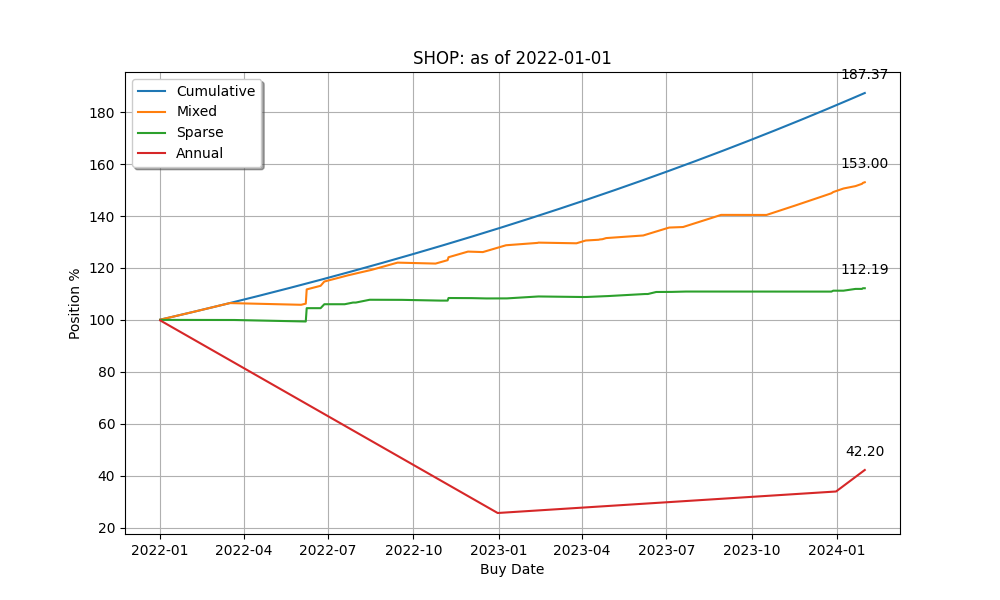 SHOP: as of 2022-01-01
Cumulative
Mixed
Sparse
Annual
187.37
153.00
112.19
42.20
180
160
140
120
100
80
60
40
20
Position %
2022-01 2022-04 2022-07 2022-10 2023-01 2023-04 2023-07 2023-10 2024-01
Buy Date